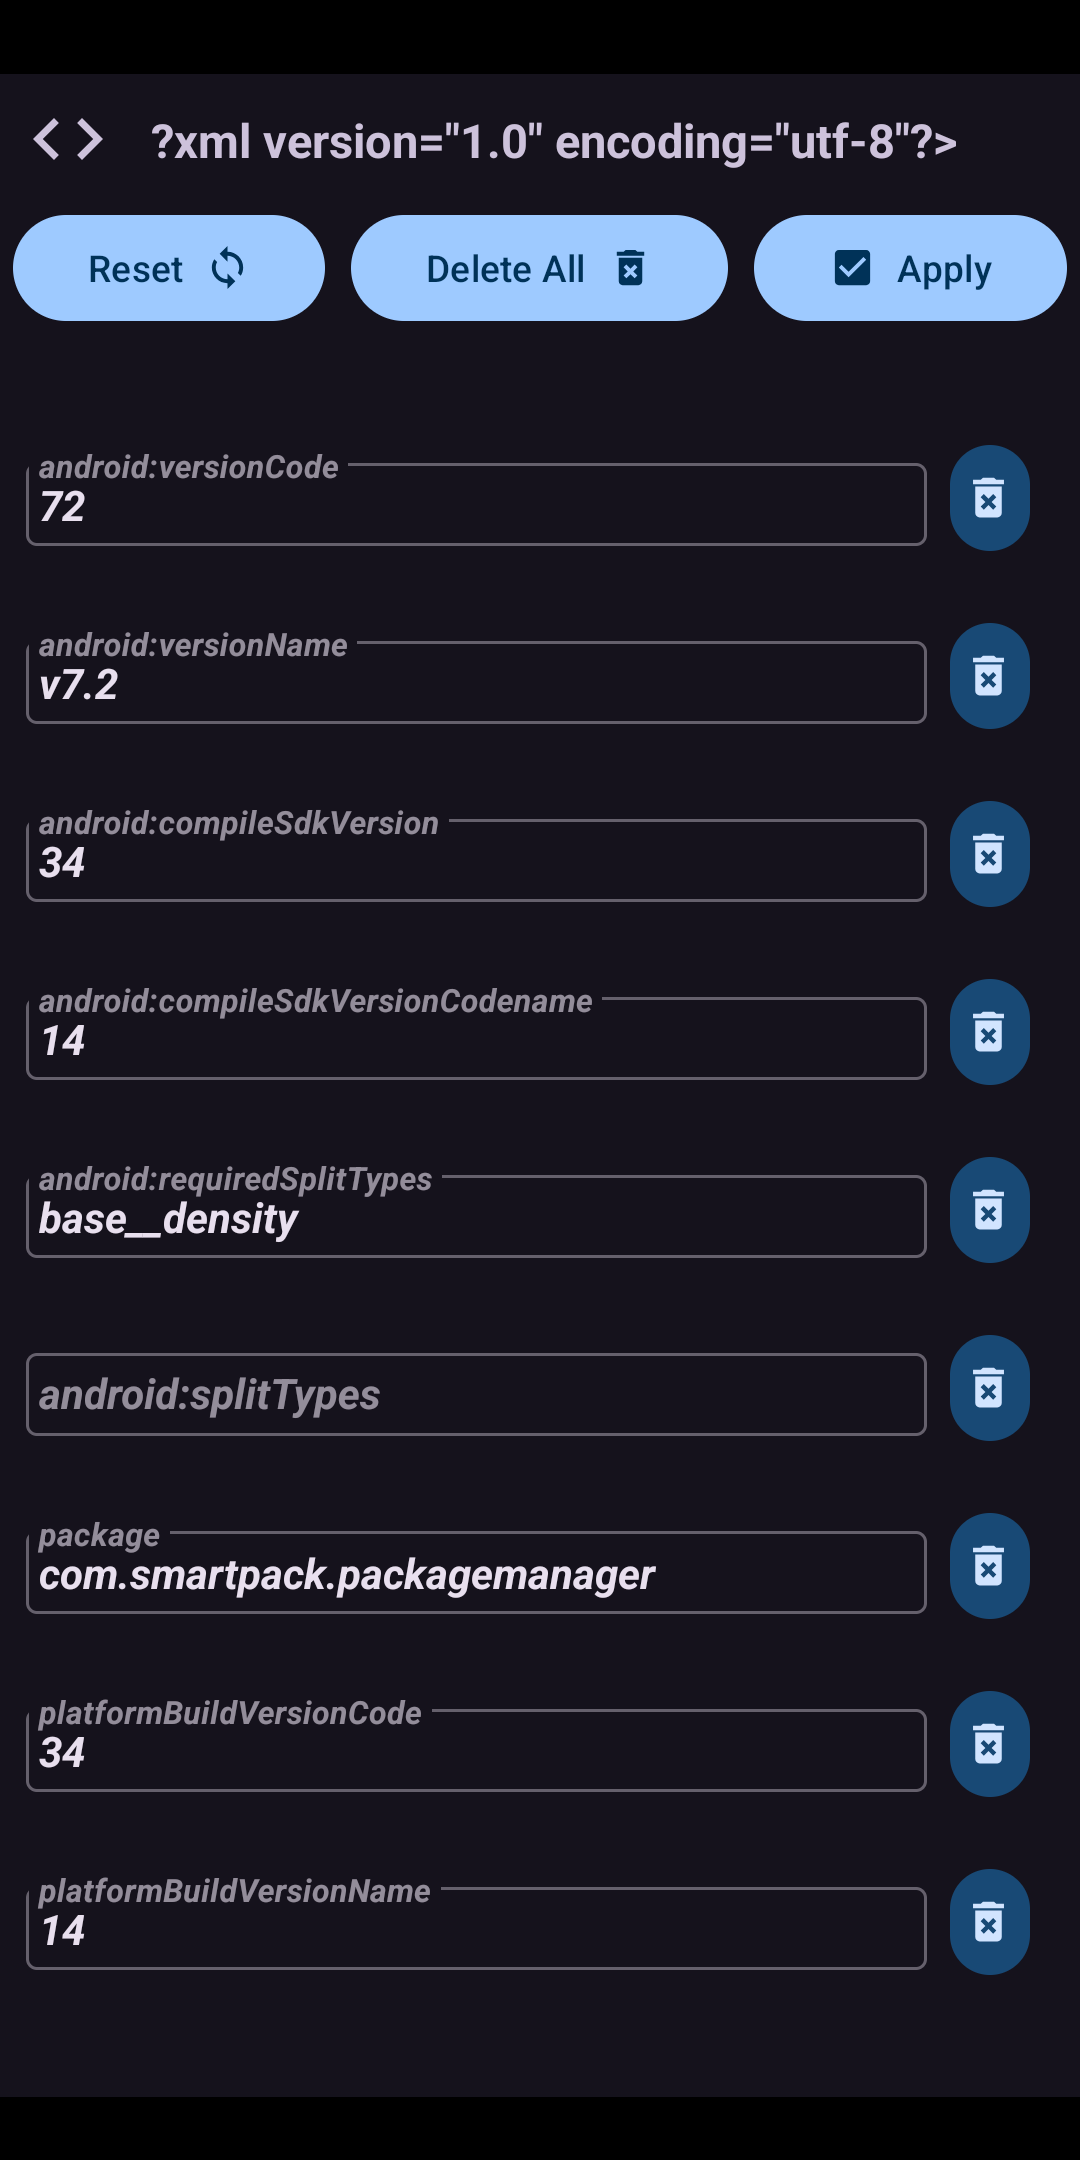 ?xml version="1.0" encoding="utf-8"?>
Reset
Delete All
Apply
android:versionCode
72
android:versionName
v7.2
android:compileSdkVersion
34
android:compileSdkVersionCodename
14
android:requiredSplitTypes
base__density
android:splitTypes
package
com.smartpack.packagemanager
platformBuildVersionCode
34
platformBuildVersionName
14